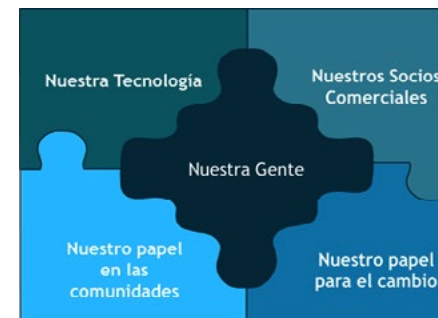 Nuestra Tecnología
Nuestros Socios
Comerciales
Nuestra Gente
Nuestro papel
en las
comunidades
Nuestro papel
para el cambio